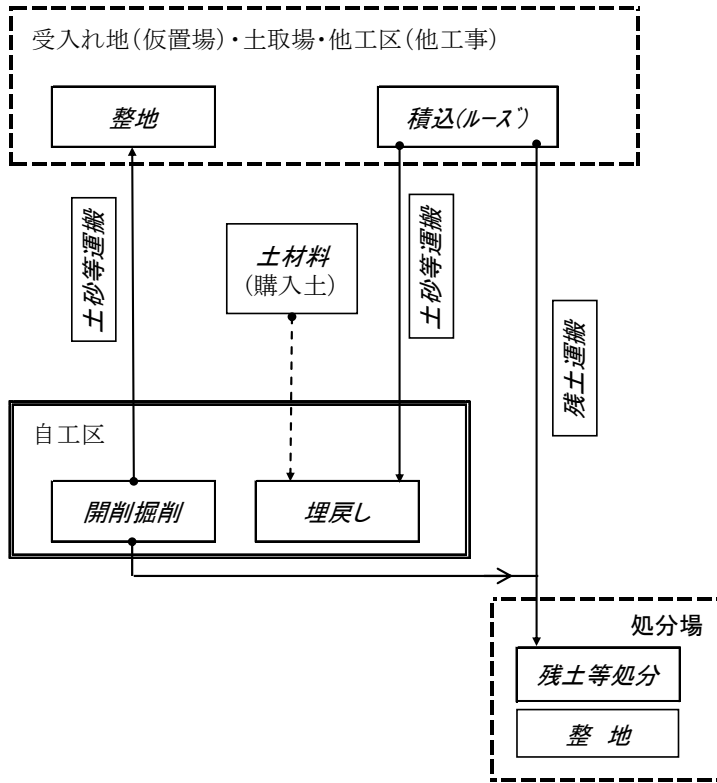 受入れ地(仮置場)・土取場・他工区(他工事)
整地
積込(ルーズ)
土砂等運搬
土材料
(購入土)
土砂等運搬
残土運搬
自工区
開削掘削
埋戻し
処分場
残土等処分
整 地